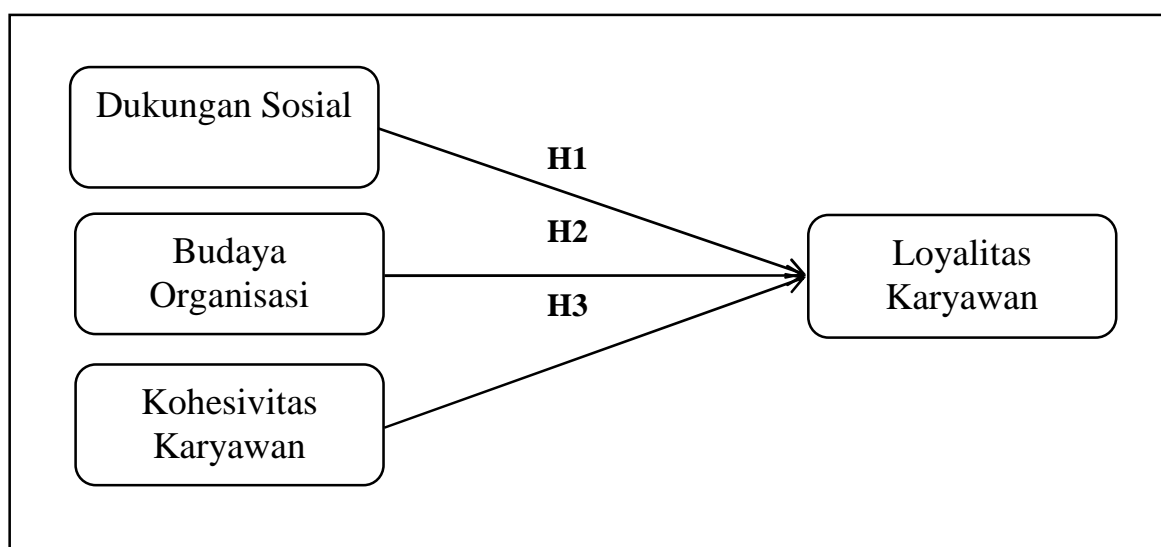 Dukungan Sosial
H1
Budaya
Organisasi
H2
Kohesivitas
Karyawan
H3
Loyalitas
Karyawan